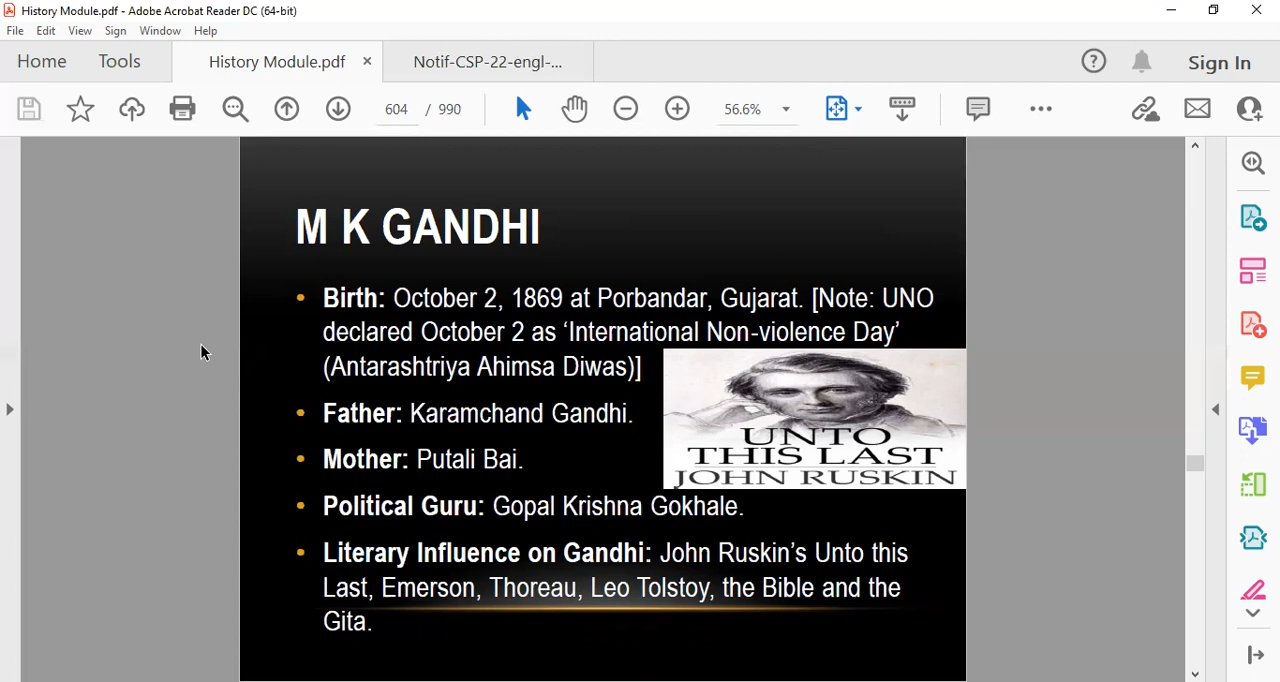 History Module.pdf - Adobe Acrobat Reader DC (64-bit)
File Edit View Sign Window Help
Home Tools History Module.pdf × Notif-CSP-22-engl-... Sign In
604 / 990 56.6%
M K GANDHI
• Birth: October 2, 1869 at Porbandar, Gujarat. [Note: UNO
declared October 2 as ‘International Non-violence Day’
(Antarashtriya Ahimsa Diwas)]
• Father: Karamchand Gandhi.
UNTO
THIS LAST
JOHN RUSKIN
• Mother: Putali Bai.
• Political Guru: Gopal Krishna Gokhale.
• Literary Influence on Gandhi: John Ruskin’s Unto this
Last, Emerson, Thoreau, Leo Tolstoy, the Bible and the
Gita.